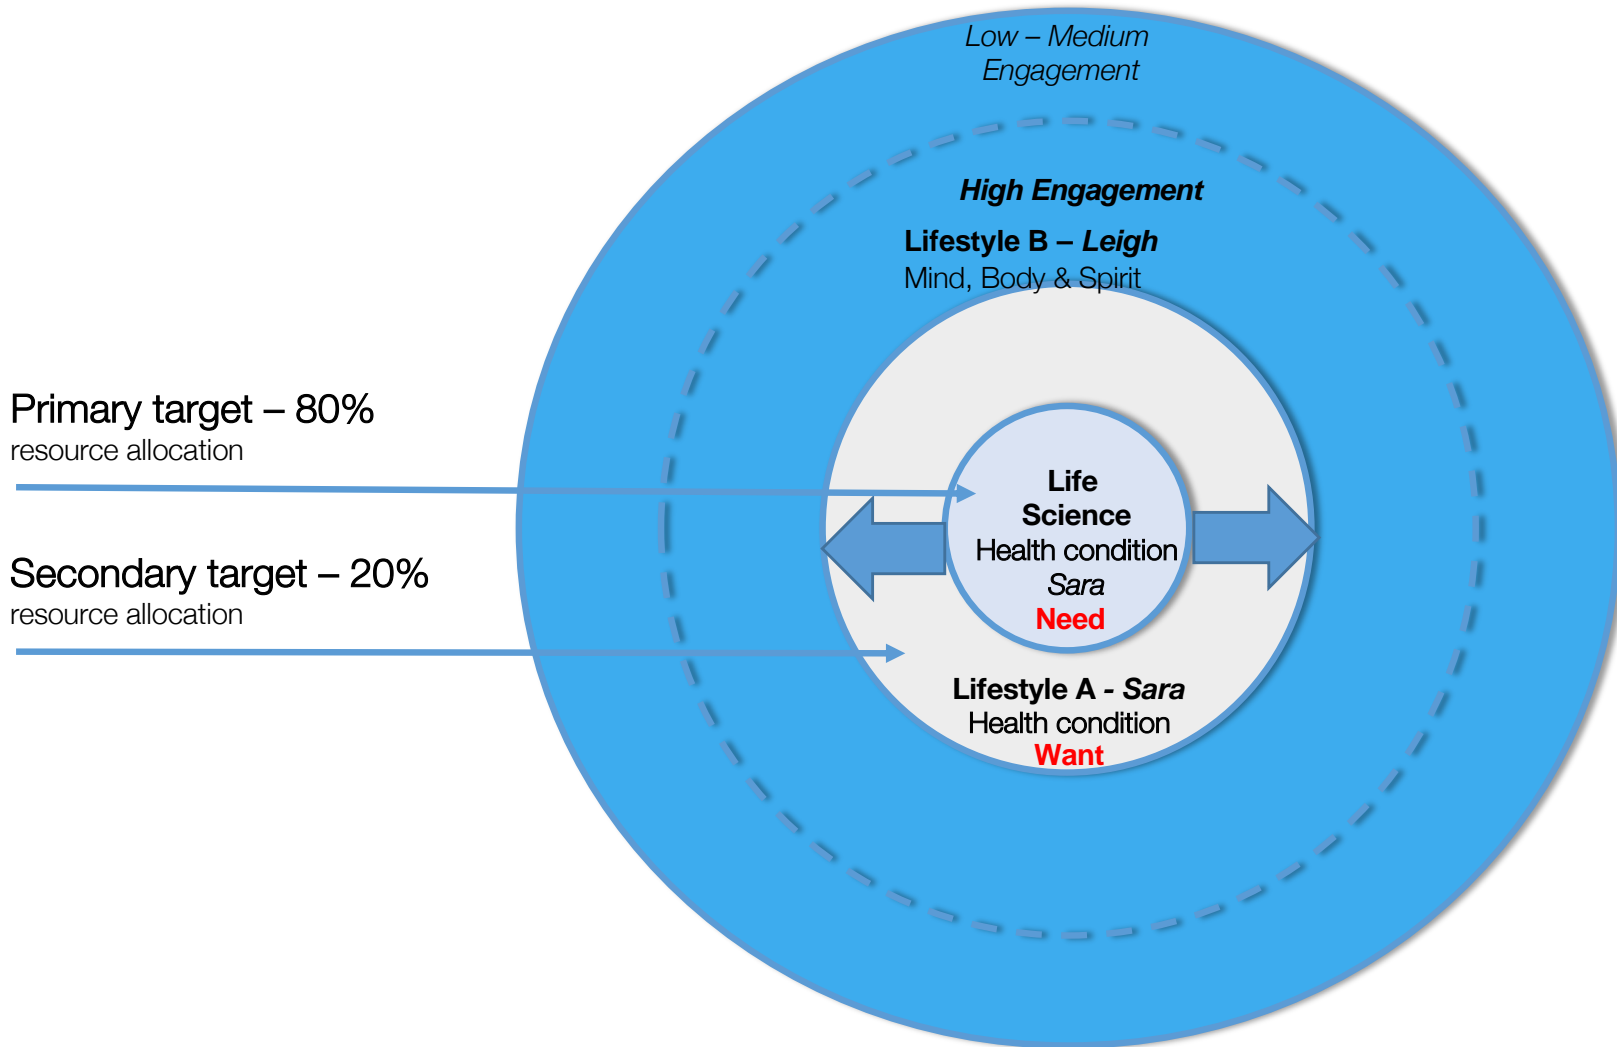 Low – Medium
Engagement
High Engagement
Lifestyle B – Leigh
Mind, Body & Spirit
Primary target – 80%
resource allocation
Secondary target – 20%
resource allocation
Life
Science
Health condition
Sara
Need
Lifestyle A - Sara
Health condition
Want